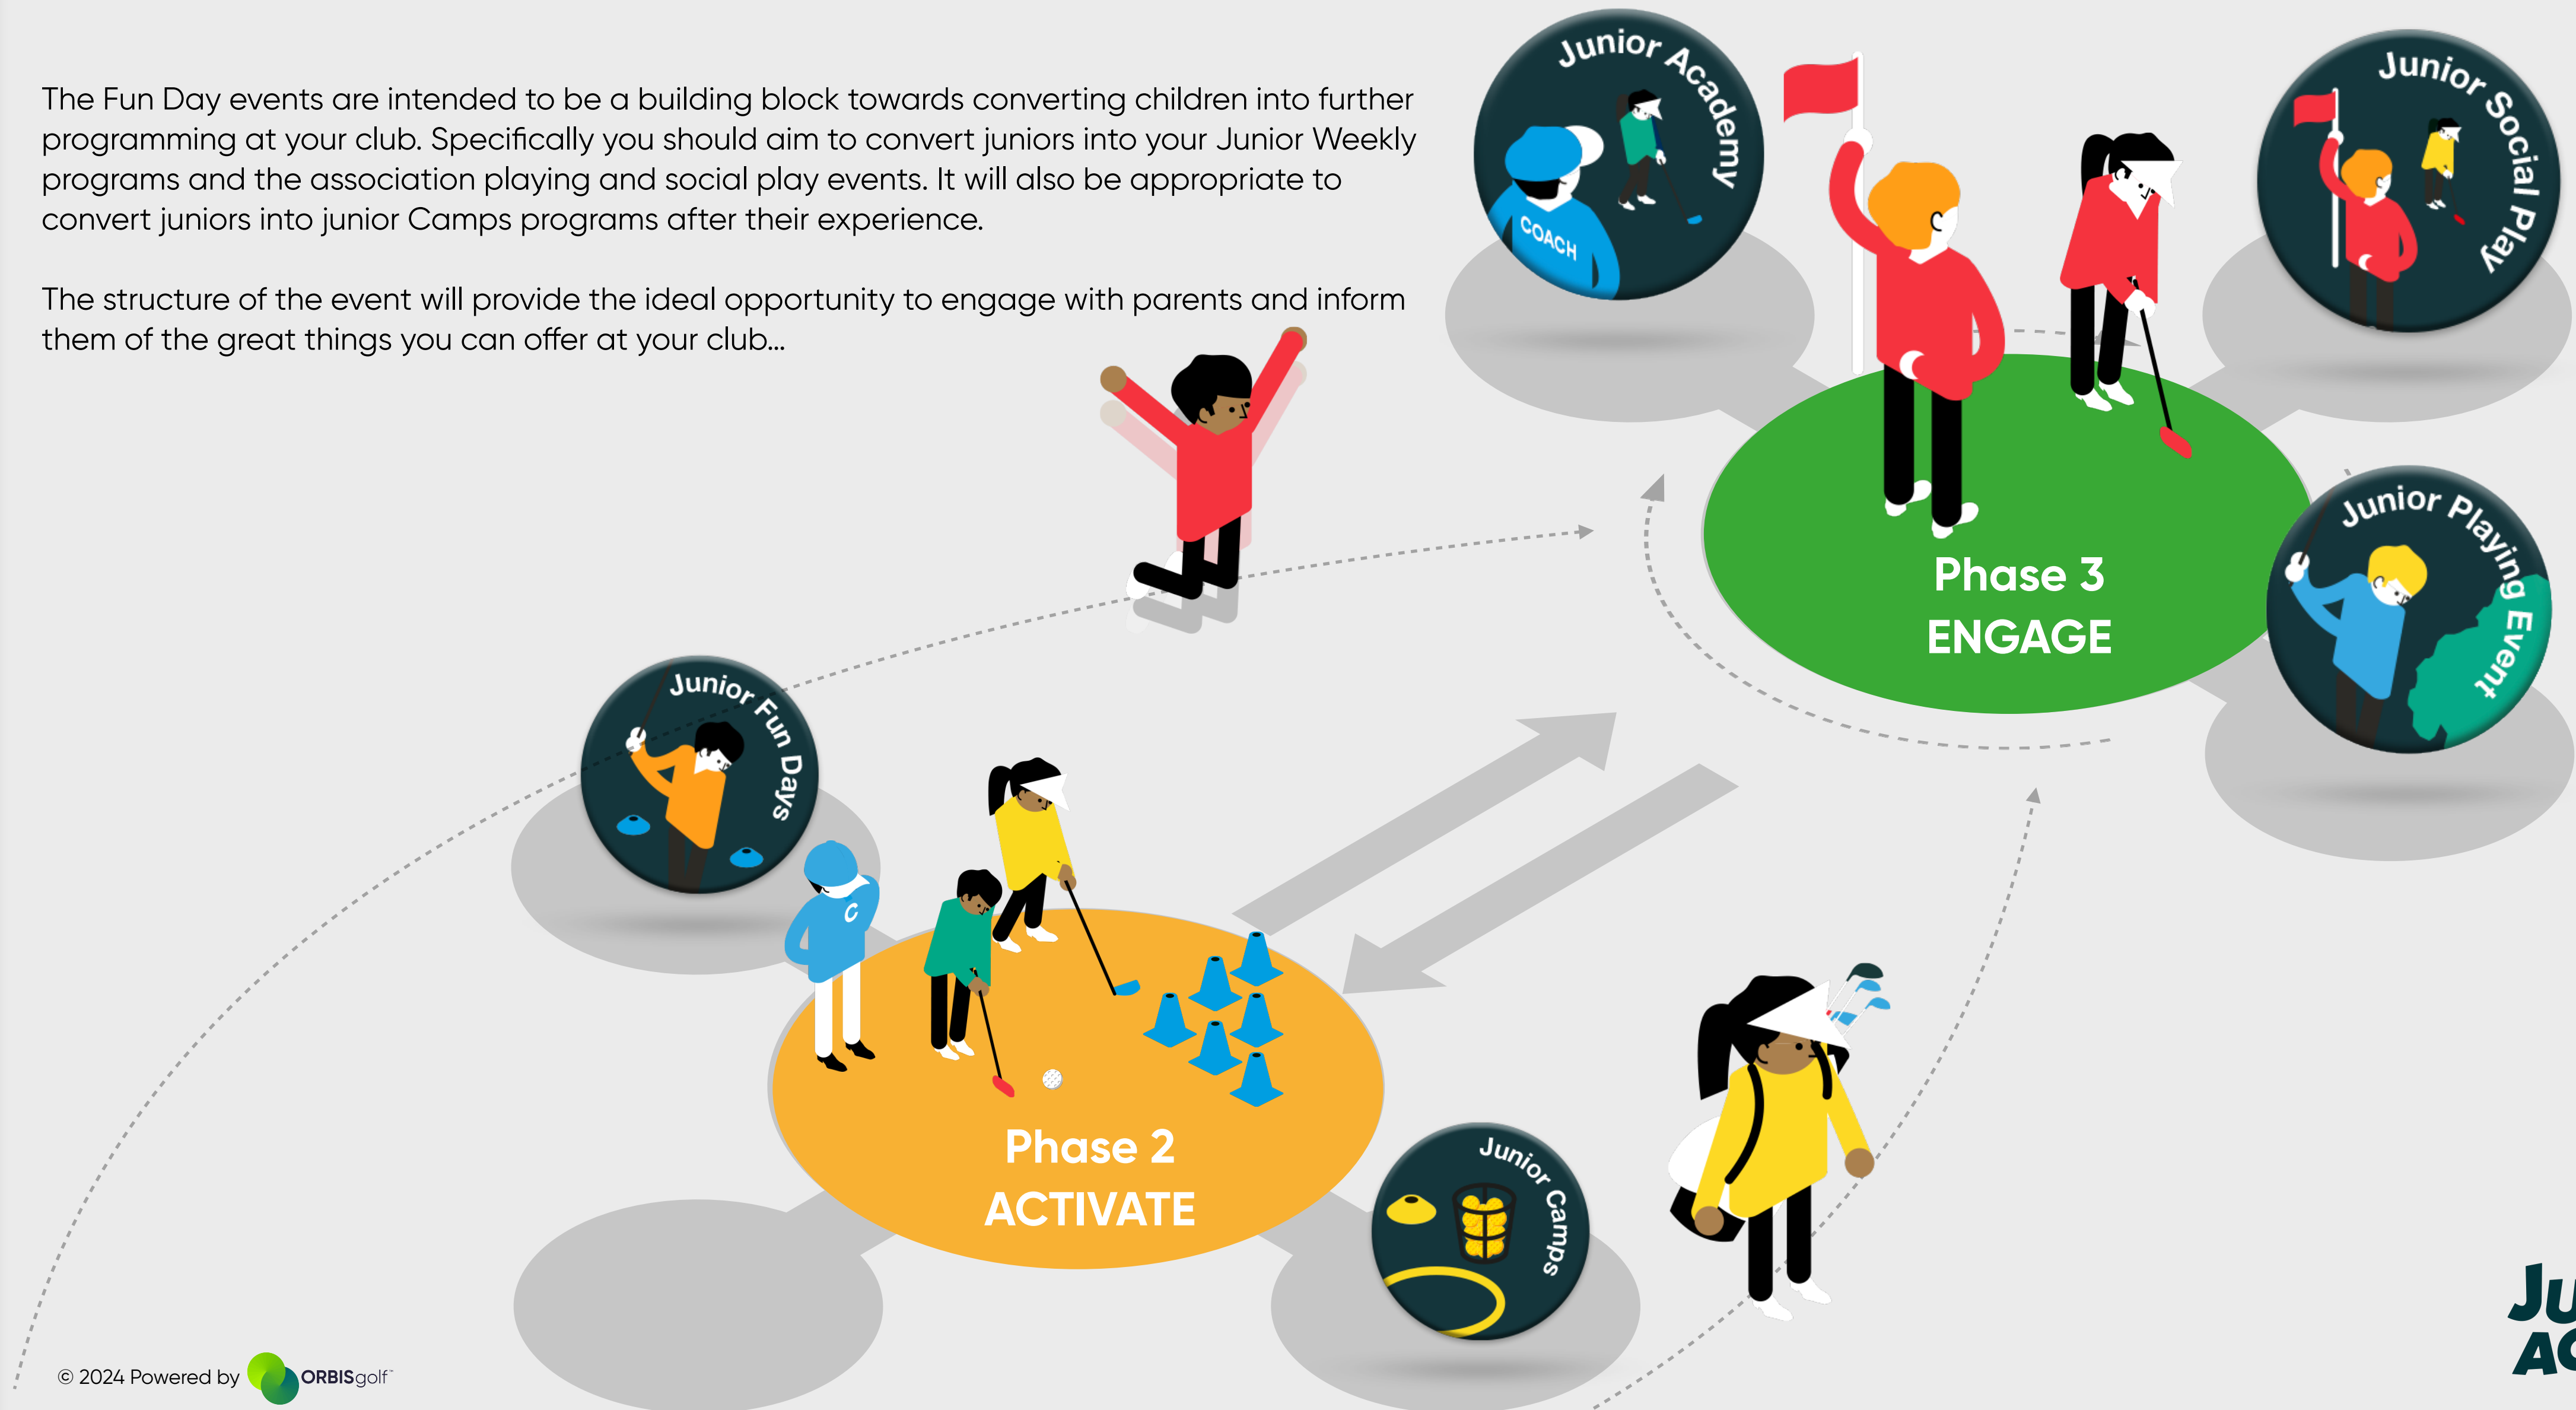 The Fun Day events are intended to be a building block towards converting children into further
programming at your club. Specifically you should aim to convert juniors into your Junior Weekly
programs and the association playing and social play events. It will also be appropriate to
convert juniors into junior Camps programs after their experience.
The structure of the event will provide the ideal opportunity to engage with parents and inform
them of the great things you can offer at your club...
Junior Academy
COACH
Junior Social Play
Phase 3
ENGAGE
Junior Playing Event
Junior Fun Days
C
Phase 2
ACTIVATE
Junior Camps
© 2024 Powered by ORBISgolf™